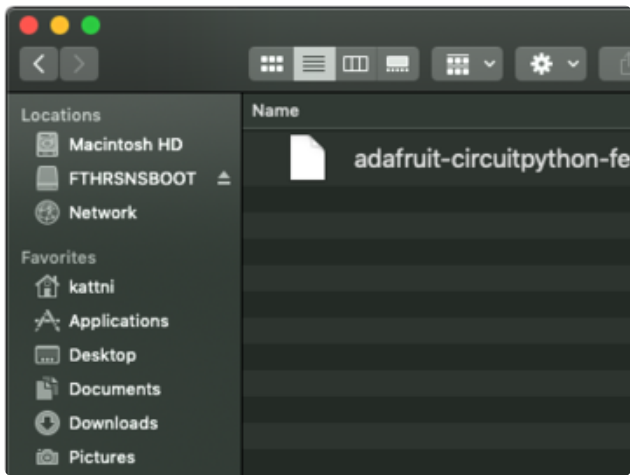 Locations
Macintosh HD
FTHRSNSBOOT
Network
Favorites
kattni
Applications
Desktop
Documents
Downloads
Pictures
Name
adafruit-circuitpython-fe